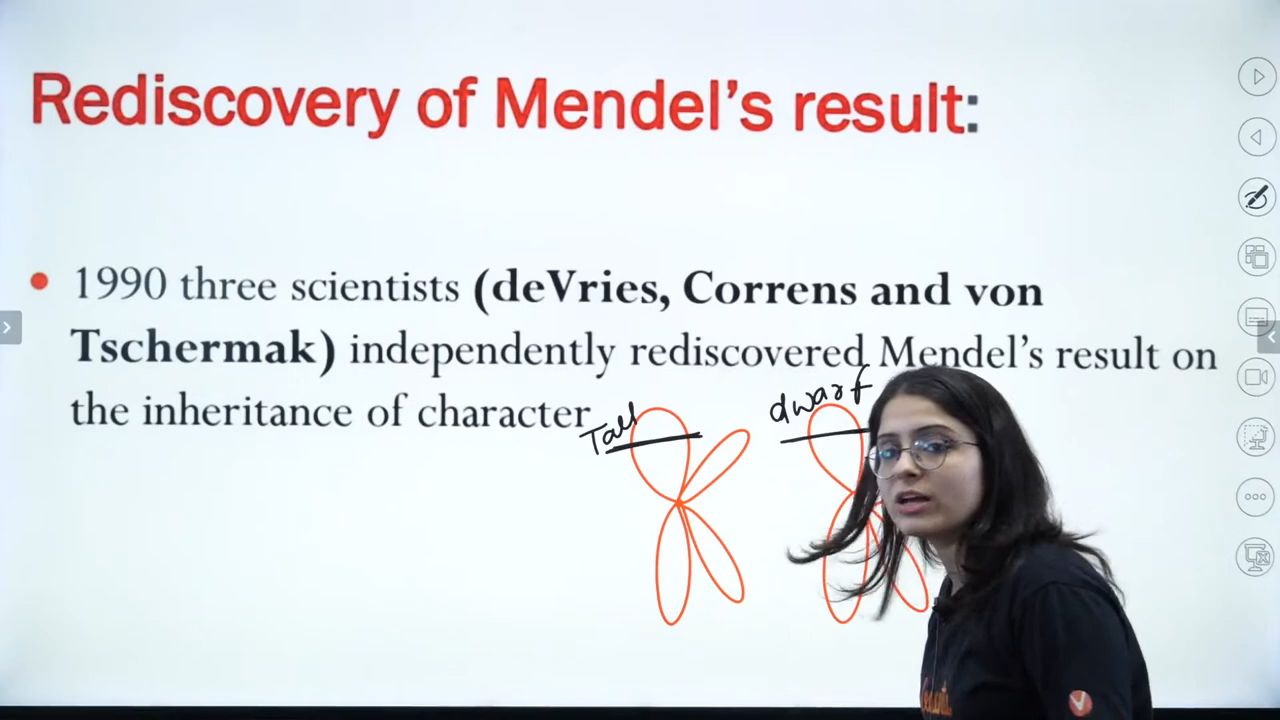 Rediscovery of Mendel's result:
• 1990 three scientists (deVries, Correns and von
Tschermak) independently rediscovered Mendel's result on
the inheritance of character
Tall
dwarf